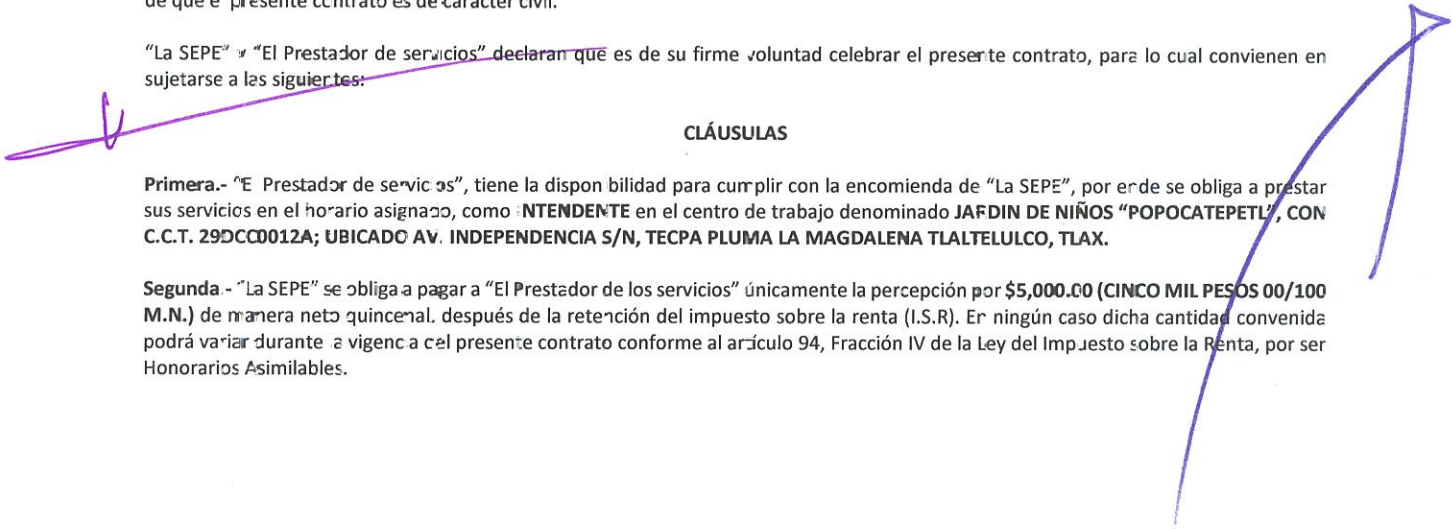 de que e presente contrato es de carácter civil.
"La SEPE" y "El Prestador de servicios" declaran que es de su firme voluntad celebrar el presente contrato, para lo cual convienen en
sujetarse a las siguientes:
CLÁUSULAS
Primera.- "E Prestador de servicios", tiene la disponibilidad para cumplir con la encomienda de "La SEPE", por ende se obliga a prestar
sus servicios en el horario asignado, como INTENDENTE en el centro de trabajo denominado JARDIN DE NIÑOS "POPOCATEPETL", CON
C.C.T. 29DCC0012A; UBICADO AV. INDEPENDENCIA S/N, TECPA PLUMA LA MAGDALENA TLALTELULCO, TLAX.
Segunda.- "La SEPE" se obliga a pagar a "El Prestador de los servicios" únicamente la percepción por $5,000.00 (CINCO MIL PESOS 00/100
M.N.) de manera neto quincenal. después de la retención del impuesto sobre la renta (I.S.R). En ningún caso dicha cantidad convenida
podrá variar durante a vigencia del presente contrato conforme al artículo 94, Fracción IV de la Ley del Impuesto sobre la Renta, por ser
Honorarios Asimilables.